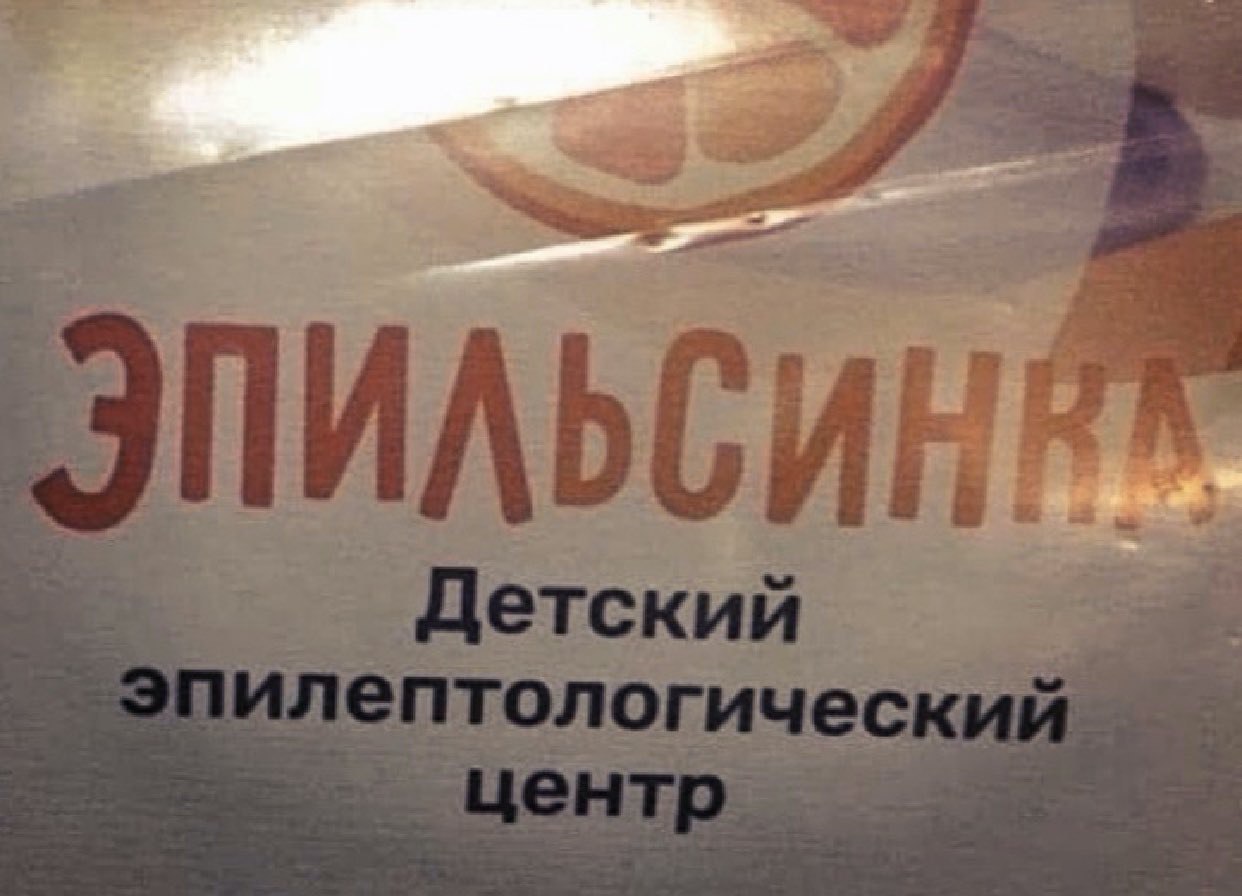 ЭПИЛЬСИНКА
Детский
эпилептологический
центр